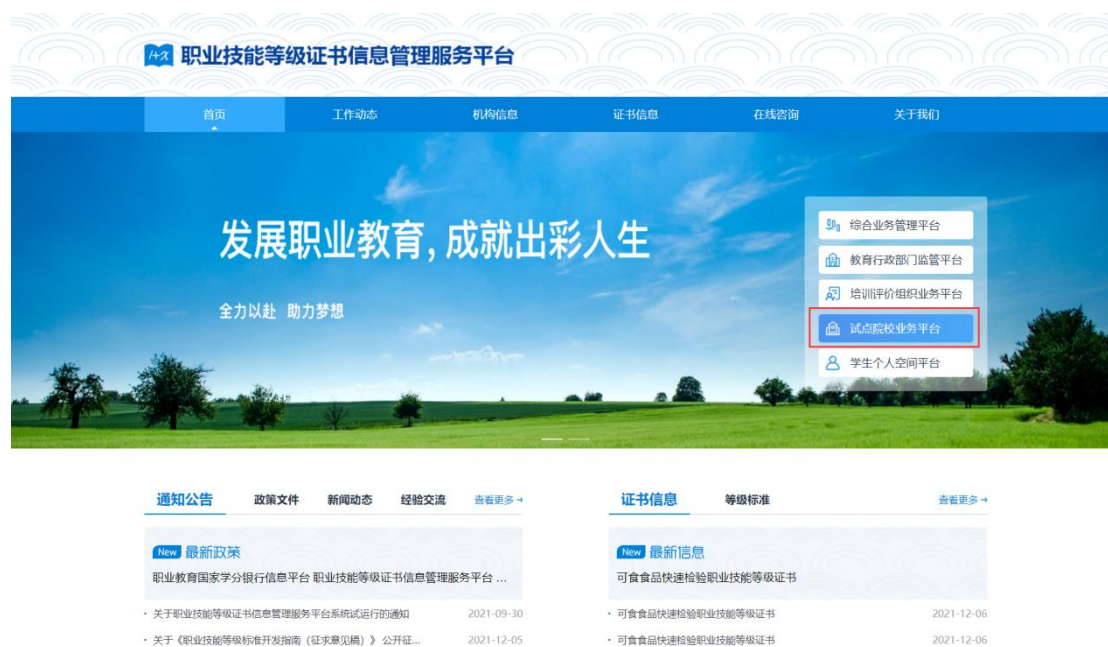 1+X 职业技能等级证书信息管理服务平台
首页 工作动态 机构信息 证书信息 在线咨询 关于我们
发展职业教育,成就出彩人生
全力以赴 助力梦想
综合业务管理平台
教育行政部门监管平台
培训评价组织业务平台
试点院校业务平台
学生个人空间平台
通知公告 政策文件 新闻动态 经验交流 查看更多→
New 最新政策
职业教育国家学分银行信息平台 职业技能等级证书信息管理服务平台 ...
· 关于职业技能等级证书信息管理服务平台系统试运行的通知 2021-09-30
· 关于《职业技能等级标准开发指南（征求意见稿）》公开征... 2021-12-05
证书信息 等级标准 查看更多→
New 最新信息
可食食品快速检验职业技能等级证书
· 可食食品快速检验职业技能等级证书 2021-12-06
· 可食食品快速检验职业技能等级证书 2021-12-06